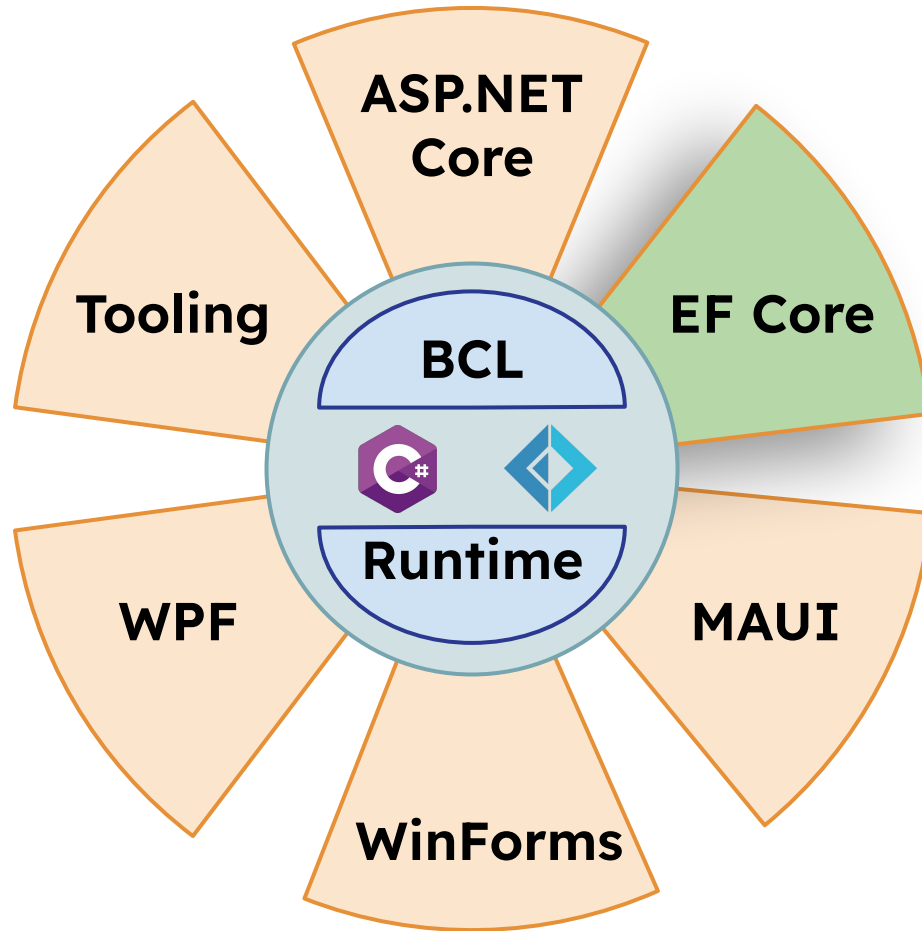 ASP.NET
Core
Tooling
EF Core
BCL
C#
Runtime
WPF
MAUI
WinForms